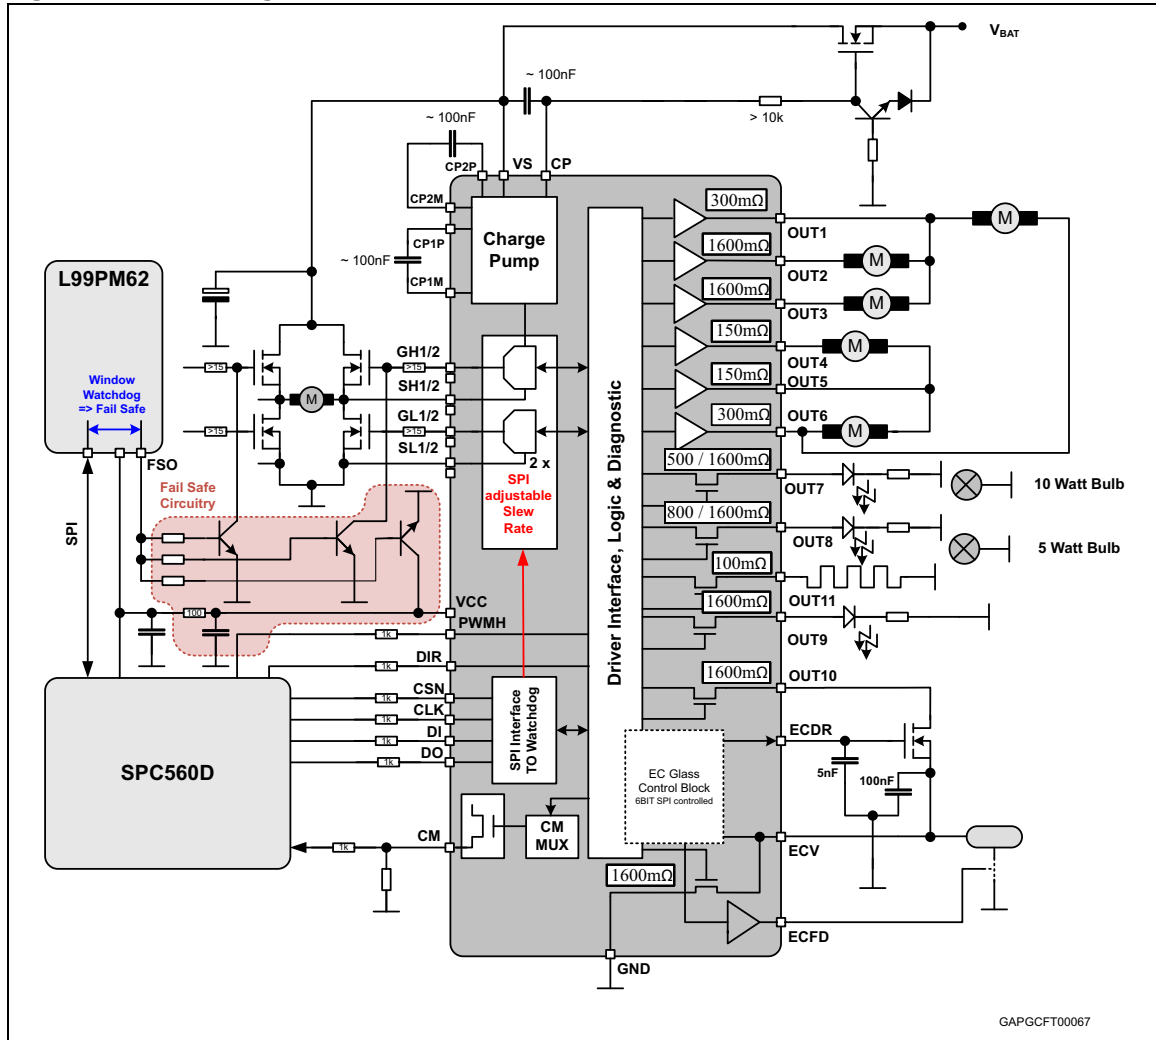 V_BAT
~ 100nF
> 10k
~ 100nF
CP2P
VS
CP
CP2M
300mΩ
OUT1
M
Charge
Pump
CP1P
~ 100nF
CP1M
1600mΩ
OUT2
M
L99PM62
1600mΩ
OUT3
M
150mΩ
OUT4
M
>15
GH1/2
>15
Window
Watchdog
=> Fail Safe
SH1/2
M
150mΩ
OUT5
300mΩ
OUT6
M
>15
GL1/2
>15
SL1/2
2 x
FSO
SPI
adjustable
Slew
Rate
Driver Interface, Logic & Diagnostic
500 / 1600mΩ
OUT7
10 Watt Bulb
Fail Safe
Circuitry
SPI
800 / 1600mΩ
OUT8
5 Watt Bulb
100mΩ
OUT11
VCC
100
1600mΩ
OUT9
PWMH
1k
DIR
1k
1600mΩ
OUT10
CSN
1k
CLK
1k
DI
1k
DO
1k
SPI Interface
TO Watchdog
ECDR
5nF
100nF
SPC560D
EC Glass
Control Block
6BIT SPI controlled
CM
1k
CM
MUX
ECV
1600mΩ
ECFD
GND
GAPGCFT00067